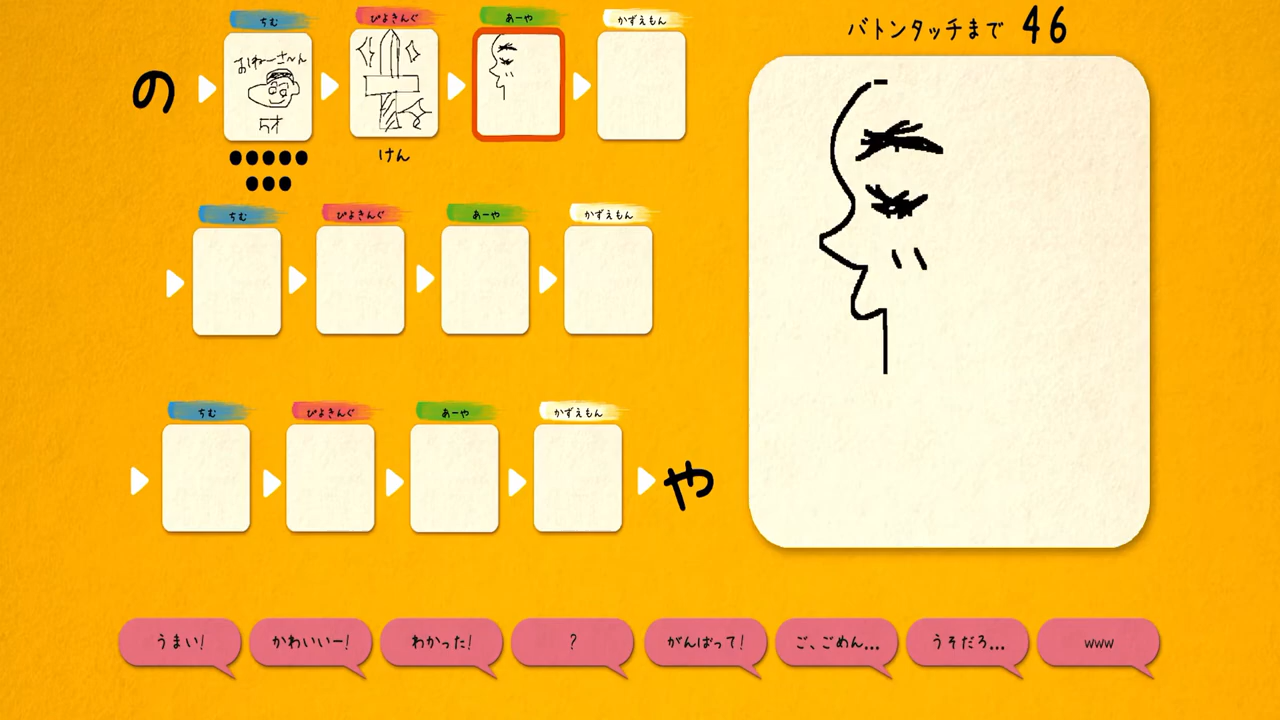 ちむ
ぴよきんぐ
あーや
かずえもん
バトンタッチまで 46
の
おねーさん
5才
けん
ちむ
ぴよきんぐ
あーや
かずえもん
ちむ
ぴよきんぐ
あーや
かずえもん
や
うまい!
かわいいー!
わかった!
?
がんばって!
ご、ごめん...
うそだろ...
www